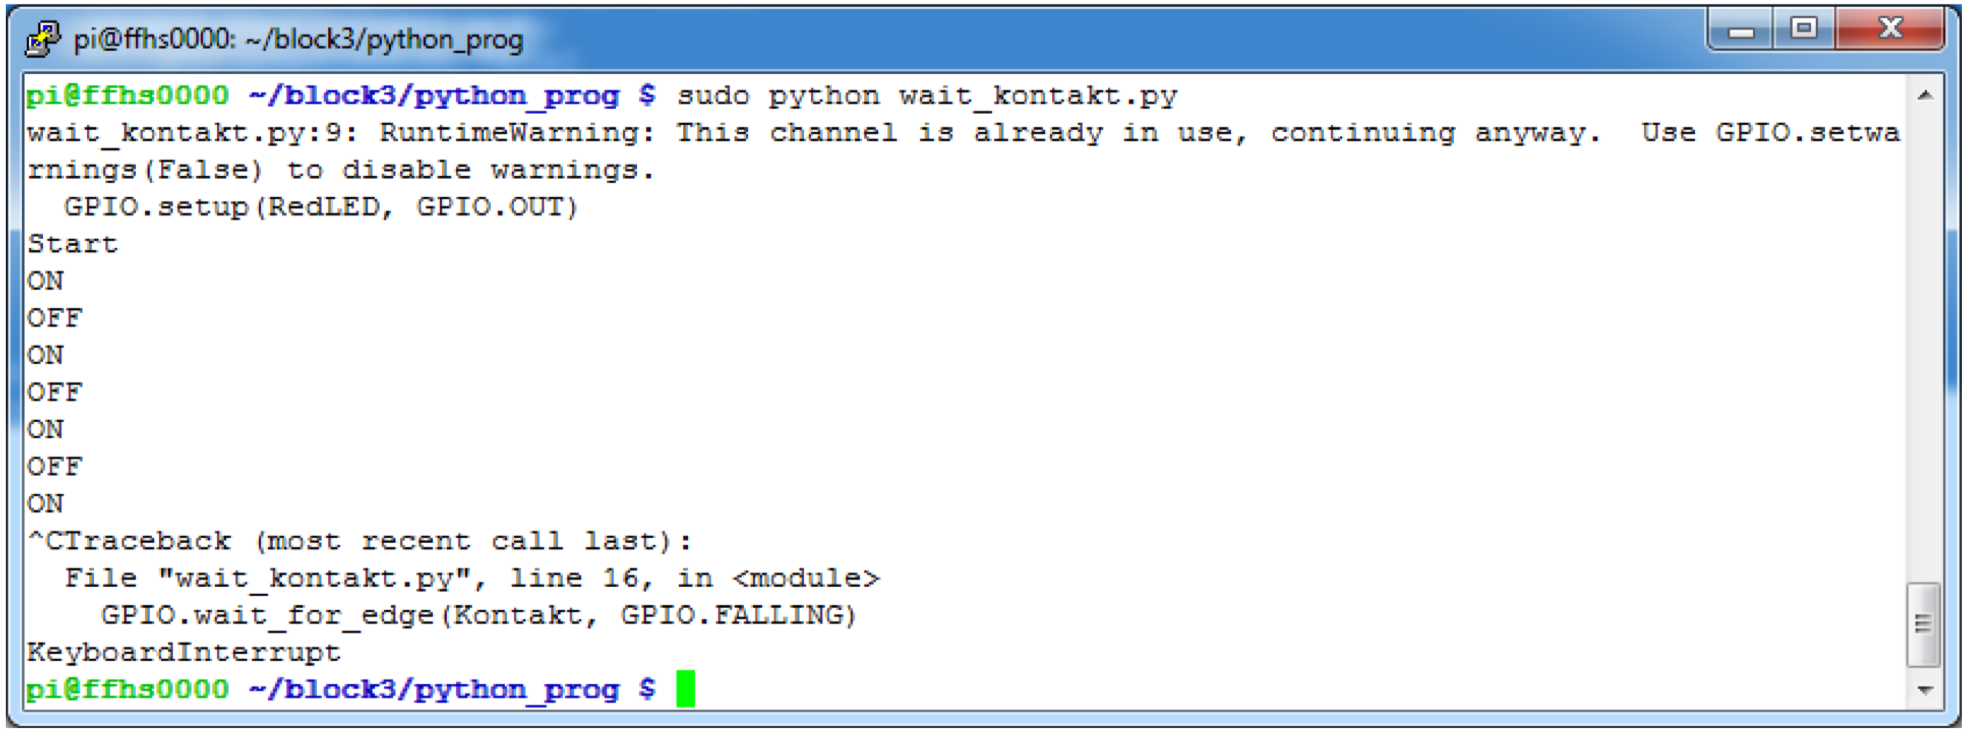 pi@ffhs0000: ~/block3/python_prog
pi@ffhs0000 ~/block3/python_prog $ sudo python wait_kontakt.py
wait_kontakt.py:9: RuntimeWarning: This channel is already in use, continuing anyway.  Use GPIO.setwa
rnings(False) to disable warnings.
  GPIO.setup(RedLED, GPIO.OUT)
Start
ON
OFF
ON
OFF
ON
OFF
ON
^CTraceback (most recent call last):
  File "wait_kontakt.py", line 16, in <module>
    GPIO.wait_for_edge(Kontakt, GPIO.FALLING)
KeyboardInterrupt
pi@ffhs0000 ~/block3/python_prog $